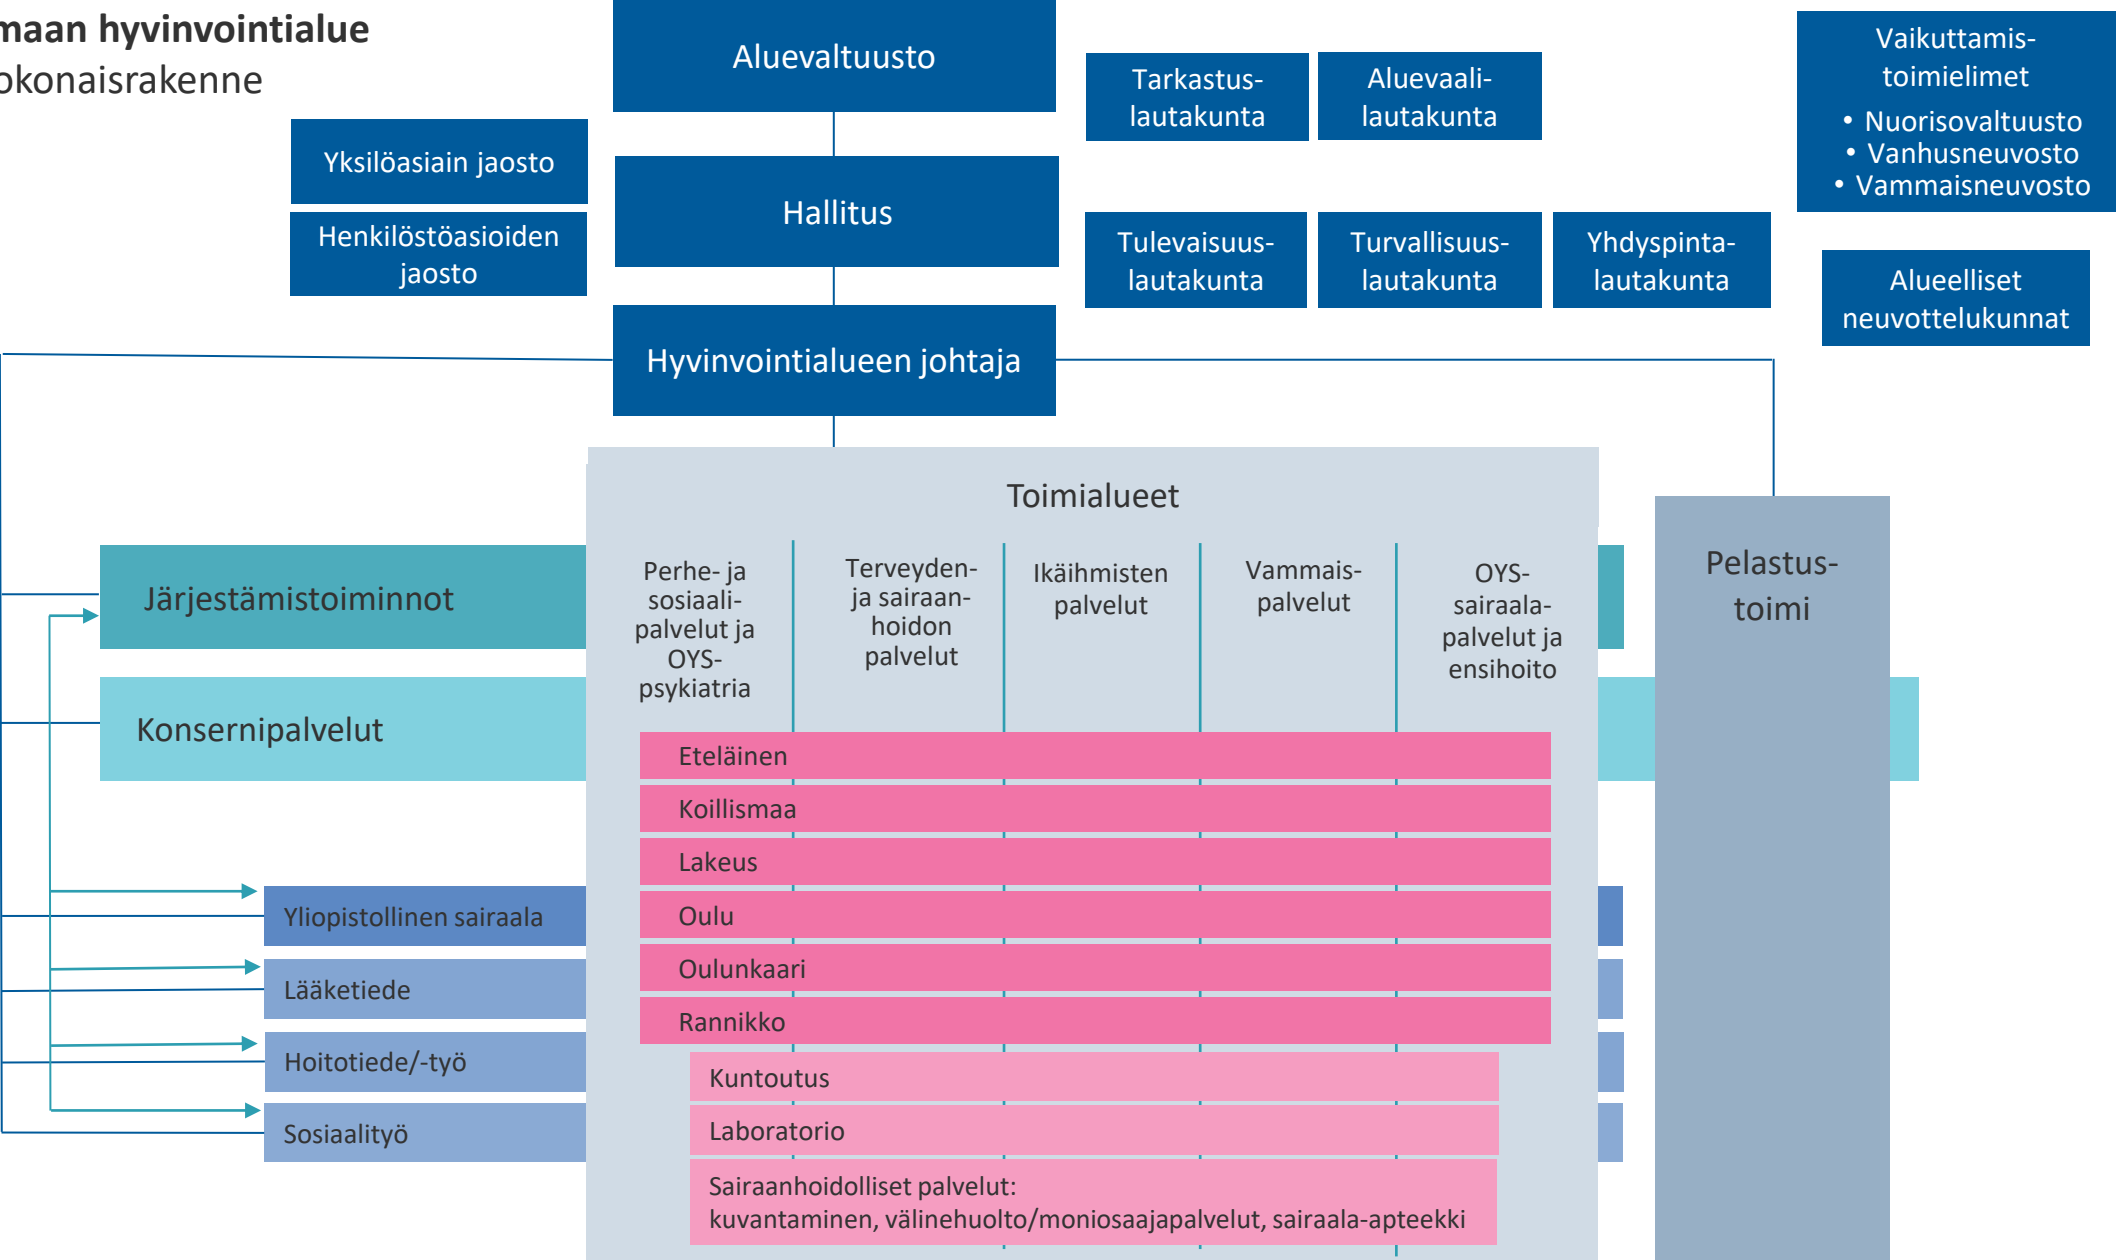 maan hyvinvointialue
okonaisrakenne
Aluevaltuusto
Tarkastus-
lautakunta
Aluevaali-
lautakunta
Vaikuttamis-
toimielimet
• Nuorisovaltuusto
• Vanhusneuvosto
• Vammaisneuvosto
Yksilöasiain jaosto
Henkilöstöasioiden
jaosto
Hallitus
Tulevaisuus-
lautakunta
Turvallisuus-
lautakunta
Yhdyspinta-
lautakunta
Alueelliset
neuvottelukunnat
Hyvinvointialueen johtaja
Toimialueet
Järjestämistoiminnot
Konsernipalvelut
Perhe- ja
sosiaali-
palvelut ja
OYS-
psykiatria
Terveyden-
ja sairaan-
hoidon
palvelut
Ikäihmisten
palvelut
Vammais-
palvelut
OYS-
sairaala-
palvelut ja
ensihoito
Pelastus-
toimi
Eteläinen
Koillismaa
Lakeus
Oulu
Oulunkaari
Rannikko
Kuntoutus
Laboratorio
Sairaanhoidolliset palvelut:
kuvantaminen, välinehuolto/moniosaajapalvelut, sairaala-apteekki
Yliopistollinen sairaala
Lääketiede
Hoitotiede/-työ
Sosiaalityö